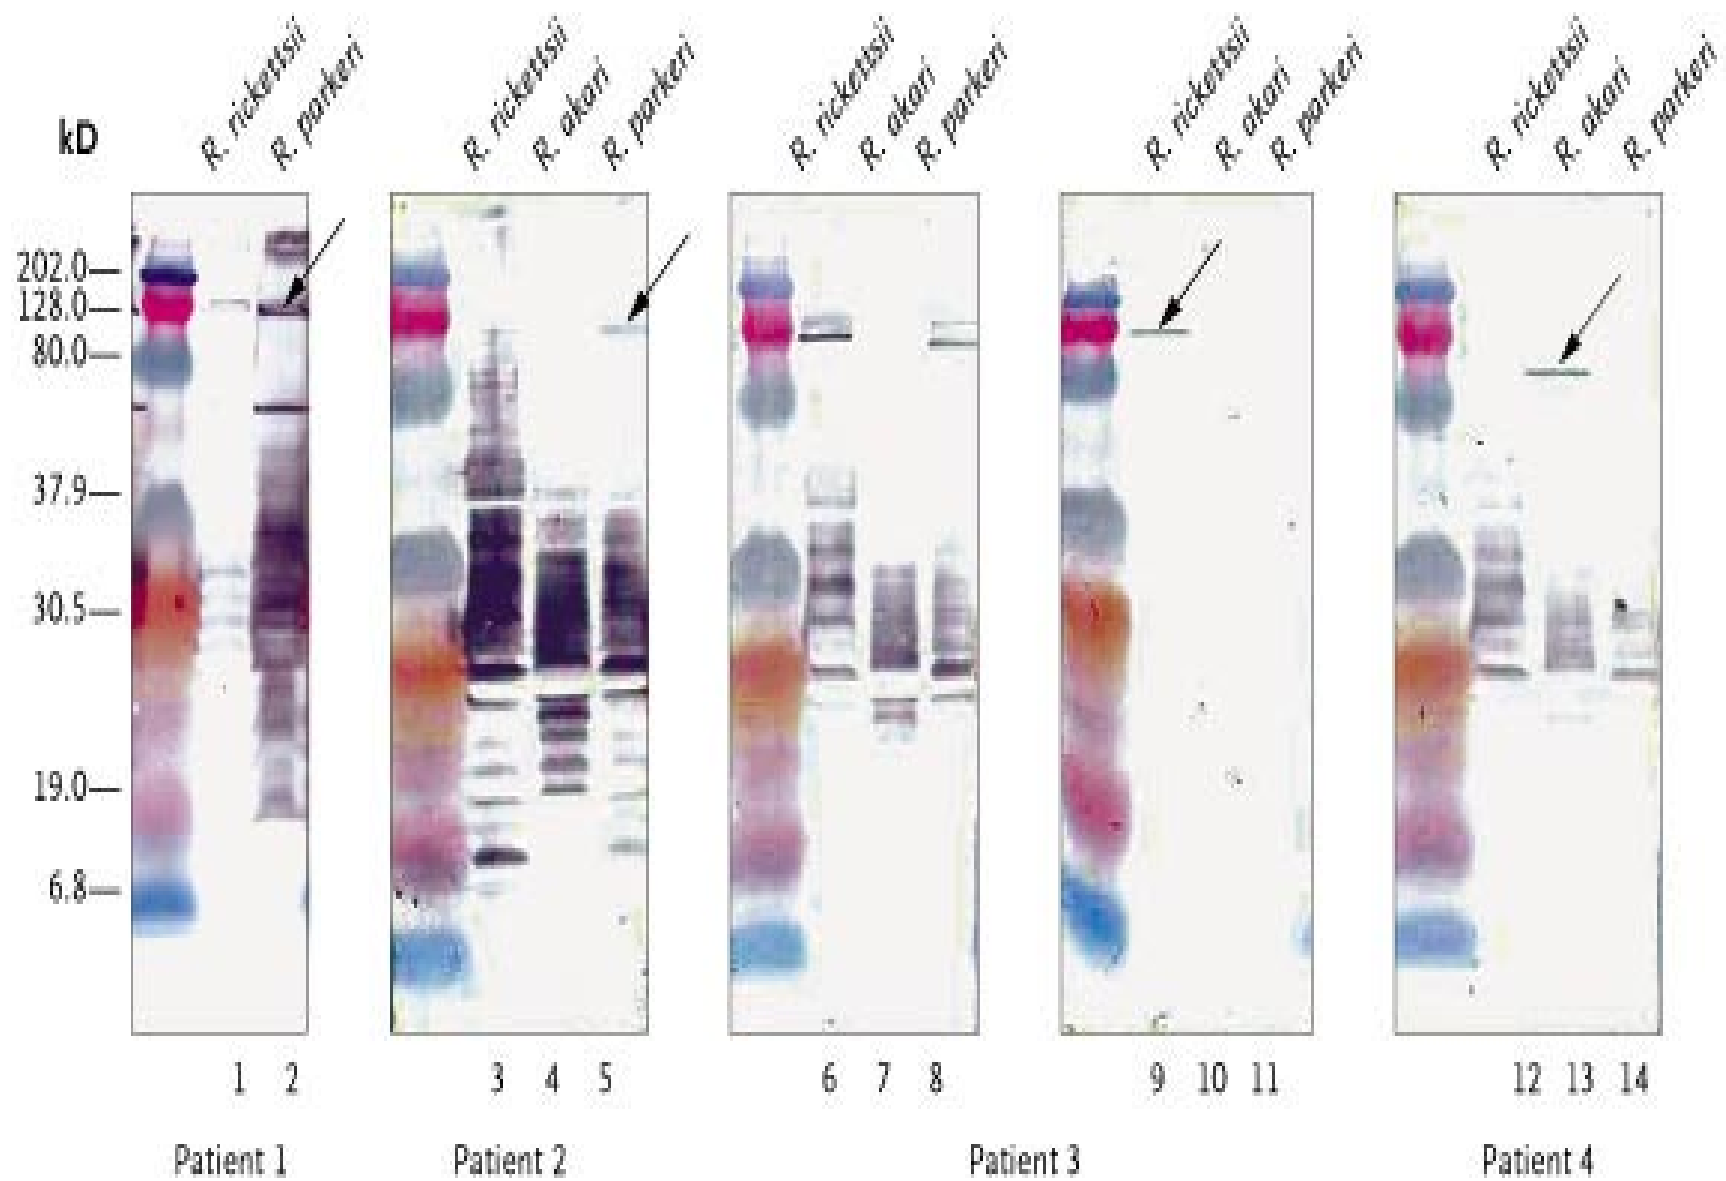 R. rickettsii R. parkeri R. rickettsii R. akari R. parkeri R. rickettsii R. akari R. parkeri R. rickettsii R. akari R. parkeri R. rickettsii R. akari R. parkeri
kD
202.0
128.0
80.0
37.9
30.5
19.0
6.8
1 2 3 4 5 6 7 8 9 10 11 12 13 14
Patient 1 Patient 2 Patient 3 Patient 4